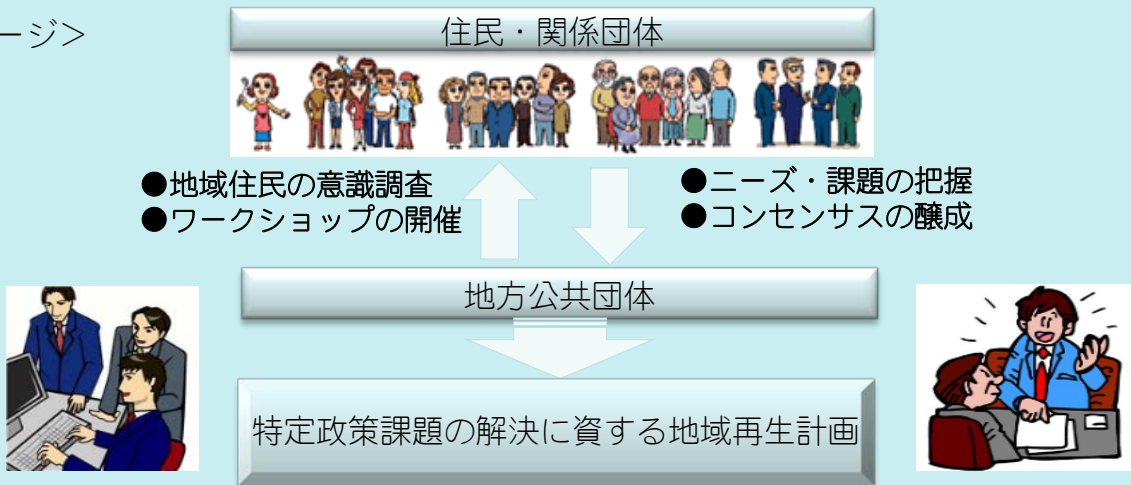 ージ＞
住民・関係団体
●地域住民の意識調査
●ワークショップの開催
●ニーズ・課題の把握
●コンセンサスの醸成
地方公共団体
特定政策課題の解決に資する地域再生計画